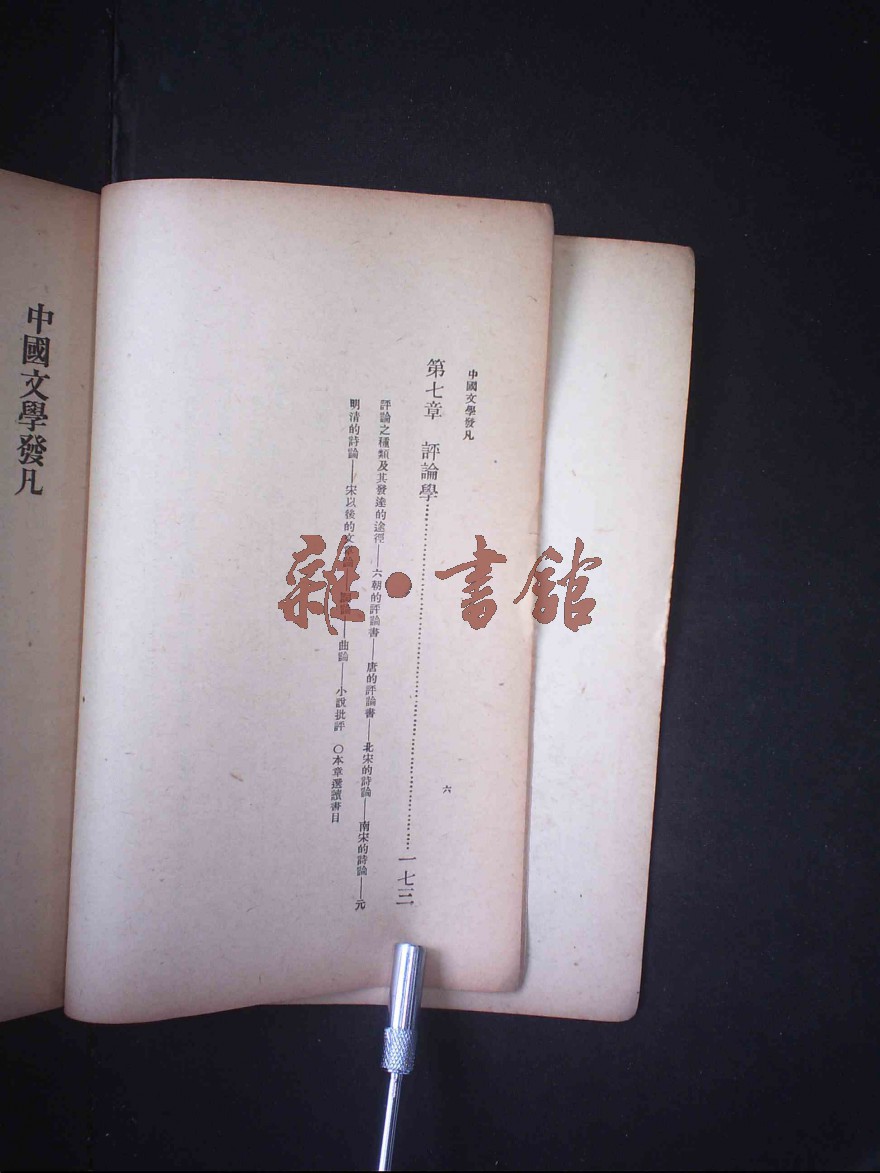 中國文學發凡
六
第七章　評論學……一七三
評論之種類及其發達的途徑——六朝的評論書——唐的評論書——北宋的詩論——南宋的詩論——元
明清的詩論——宋以後的文——曲論——小說批評　〇本章選讀書目
中國文學發凡
雜·書館